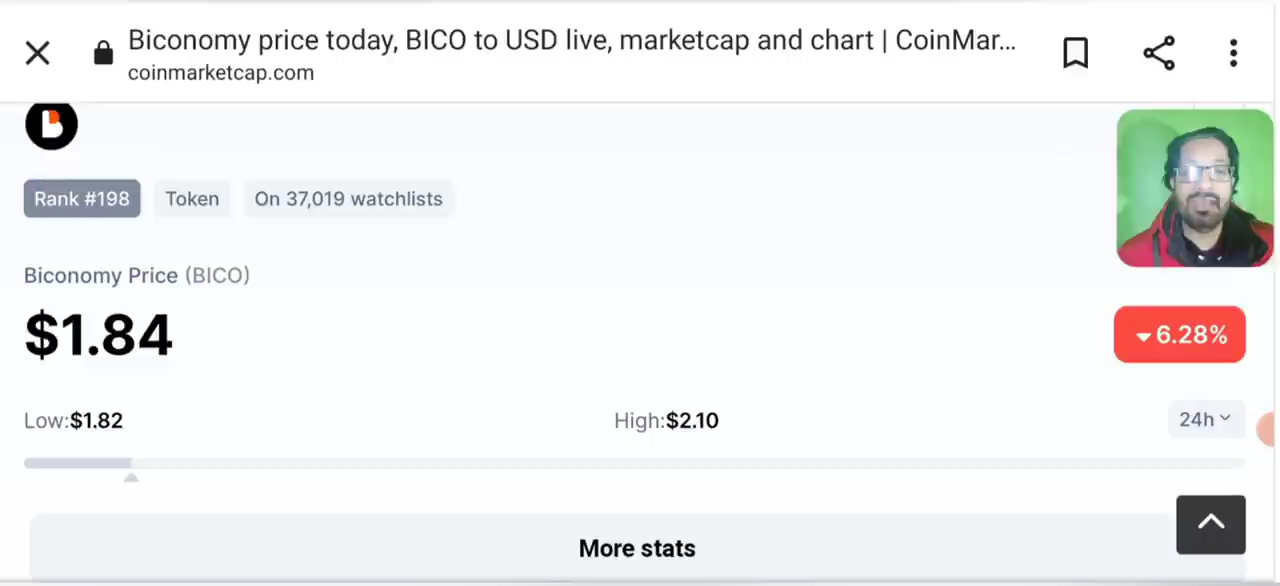 Biconomy price today, BICO to USD live, marketcap and chart | CoinMar...
coinmarketcap.com
Rank #198 Token On 37,019 watchlists
Biconomy Price (BICO)
$1.84 6.28%
Low:$1.82 High:$2.10 24h
More stats